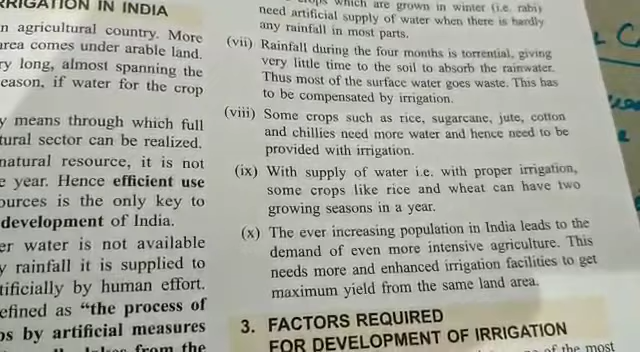 RRIGATION IN INDIA
n agricultural country. More
area comes under arable land.
ry long, almost spanning the
eason, if water for the crop
y means through which full
tural sector can be realized.
natural resource, it is not
e year. Hence efficient use
ources is the only key to
development of India.
er water is not available
y rainfall it is supplied to
tificially by human effort.
efined as "the process of
ps by artificial measures
from the
which are grown in winter (i.e. rabi)
need artificial supply of water when there is hardly
any rainfall in most parts.
(vii) Rainfall during the four months is torrential, giving
very little time to the soil to absorb the rainwater.
Thus most of the surface water goes waste. This has
to be compensated by irrigation.
(viii) Some crops such as rice, sugarcane, jute, cotton
and chillies need more water and hence need to be
provided with irrigation.
(ix) With supply of water i.e. with proper irrigation,
some crops like rice and wheat can have two
growing seasons in a year.
(x) The ever increasing population in India leads to the
demand of even more intensive agriculture. This
needs more and enhanced irrigation facilities to get
maximum yield from the same land area.
3. FACTORS REQUIRED
FOR DEVELOPMENT OF IRRIGATION
of the most